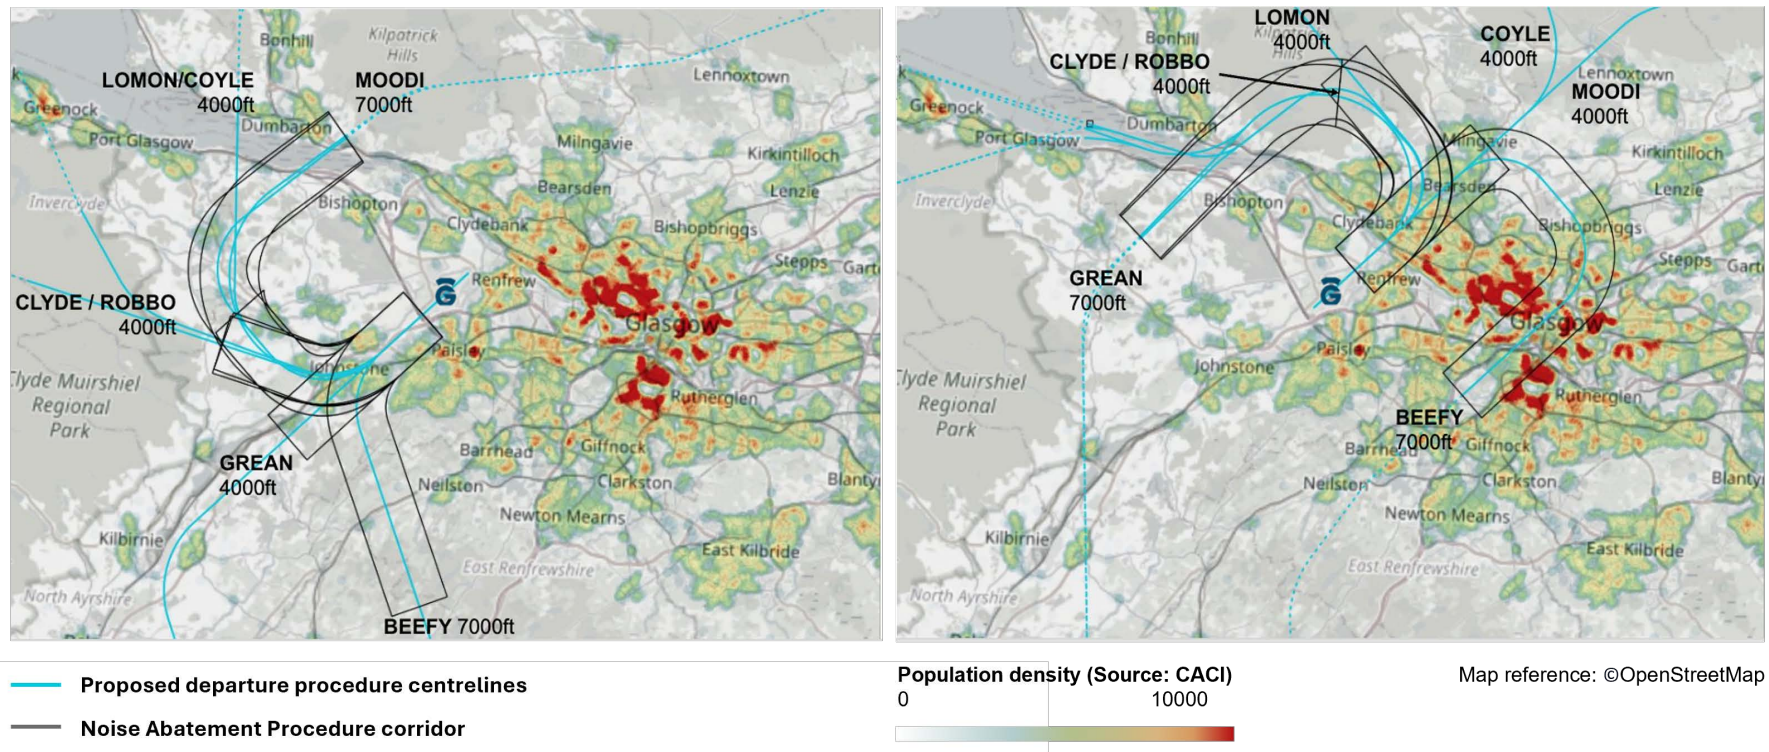 Bonhill
Kilpatrick
Hills
LOMON/COYLE
4000ft
MOODI
7000ft
Lennoxtown
Greenock
Dumbarton
Port Glasgow
Milngavie
Kirkintilloch
Bearsden
Lenzie
Inverclyde
Bishopton
Clydebank
Bishopbriggs
Stepps
Renfrew
CLYDE / ROBBO
4000ft
Glasgow
Paisley
Johnstone
Clyde Muirshiel
Regional
Park
Rutherglen
GREAN
4000ft
Barrhead
Giffnock
Neilston
Clarkston
Newton Mearns
Kilbirnie
East Kilbride
East Renfrewshire
North Ayrshire
BEEFY 7000ft
LOMON
4000ft
Kilpatrick
Hills
COYLE
4000ft
Bonhill
CLYDE / ROBBO
4000ft
Lennoxtown
MOODI
4000ft
Greenock
Dumbarton
Port Glasgow
Milngavie
Kirkintilloch
Bearsden
Lenzie
Inverclyde
Bishopton
Clydebank
Bishopbriggs
Stepps
GREAN
7000ft
Renfrew
Glasgow
Paisley
Johnstone
Clyde Muirshiel
Regional
Park
Rutherglen
BEEFY
7000ft
Barrhead
Giffnock
Neilston
Clarkston
Newton Mearns
Kilbirnie
East Kilbride
East Renfrewshire
North Ayrshire
Proposed departure procedure centrelines
Noise Abatement Procedure corridor
Population density (Source: CACI)
0 10000
Map reference: ©OpenStreetMap